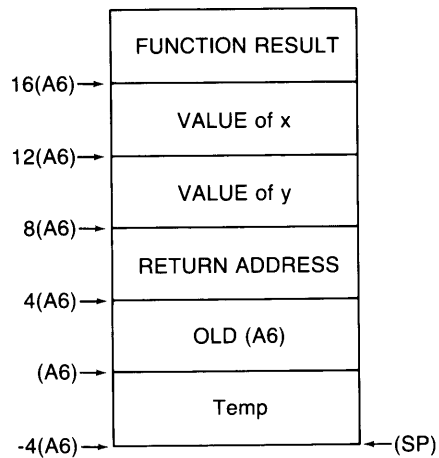 FUNCTION RESULT
16(A6)
VALUE of x
12(A6)
VALUE of y
8(A6)
RETURN ADDRESS
4(A6)
OLD (A6)
(A6)
Temp
-4(A6) (SP)